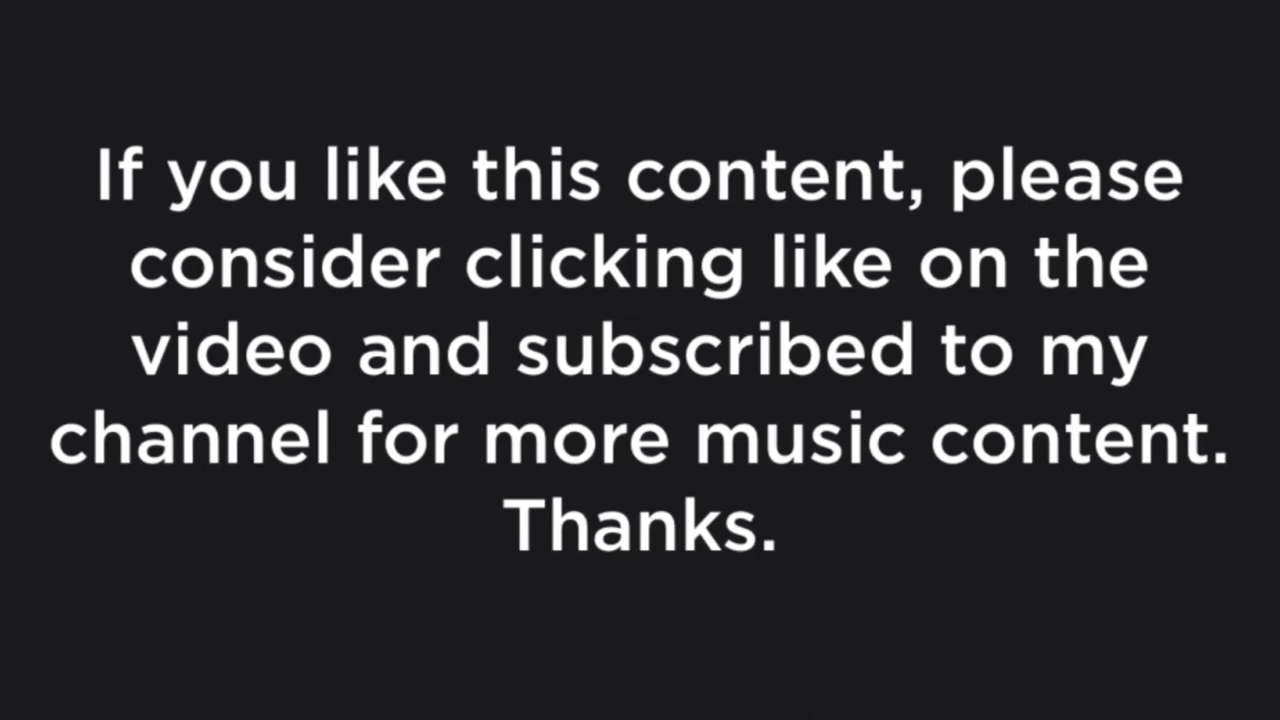 If you like this content, please
consider clicking like on the
video and subscribed to my
channel for more music content.
Thanks.